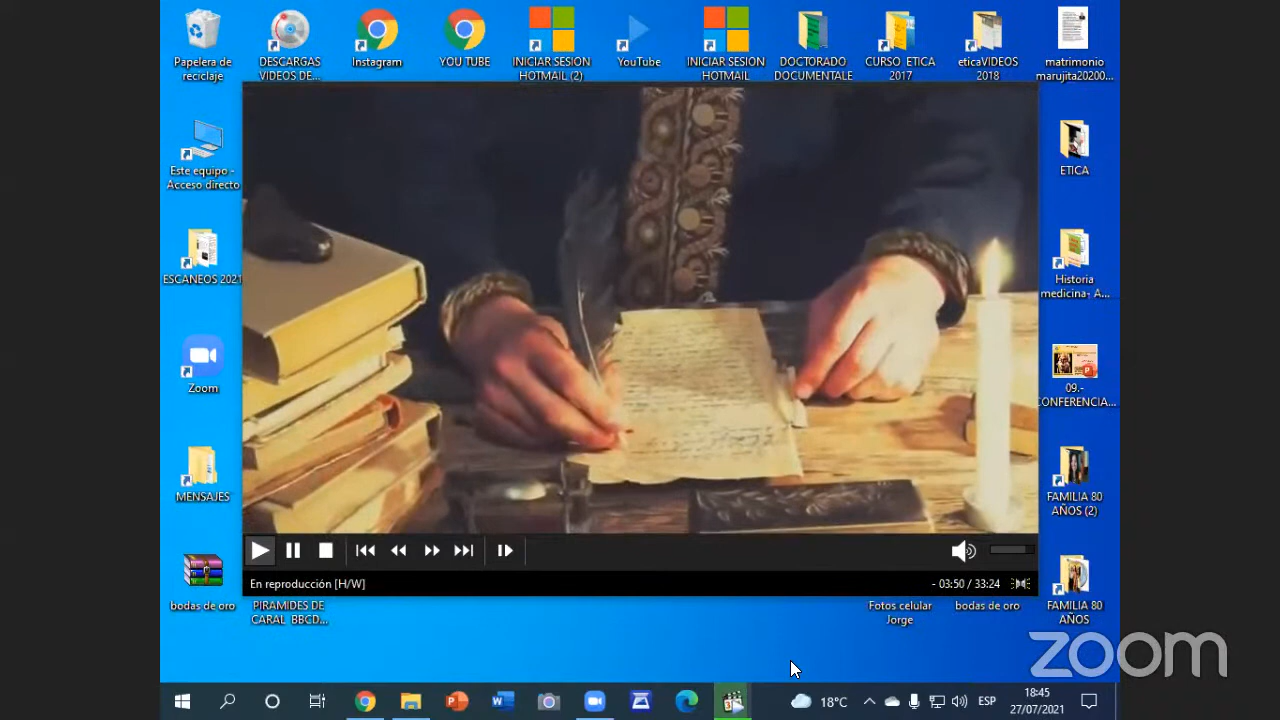 Papelera de
reciclaje
DESCARGAS
VIDEOS DE...
Instagram
YOU TUBE
INICIAR SESION
HOTMAIL (2)
YouTube
INICIAR SESION
HOTMAIL
DOCTORADO
DOCUMENTALE
CURSO ETICA
2017
eticaVIDEOS
2018
matrimonio
marujita20200...
Este equipo -
Acceso directo
ETICA
ESCANEOS 2021
Historia
medicina- A...
Zoom
09.-
CONFERENCIA...
MENSAJES
FAMILIA 80
AÑOS (2)
En reproducción [H/W]
- 03:50 / 33:24
bodas de oro
PIRAMIDES DE
CARAL BBCD...
Fotos celular
Jorge
bodas de oro
FAMILIA 80
AÑOS
zoom
18°C
ESP
18:45
27/07/2021